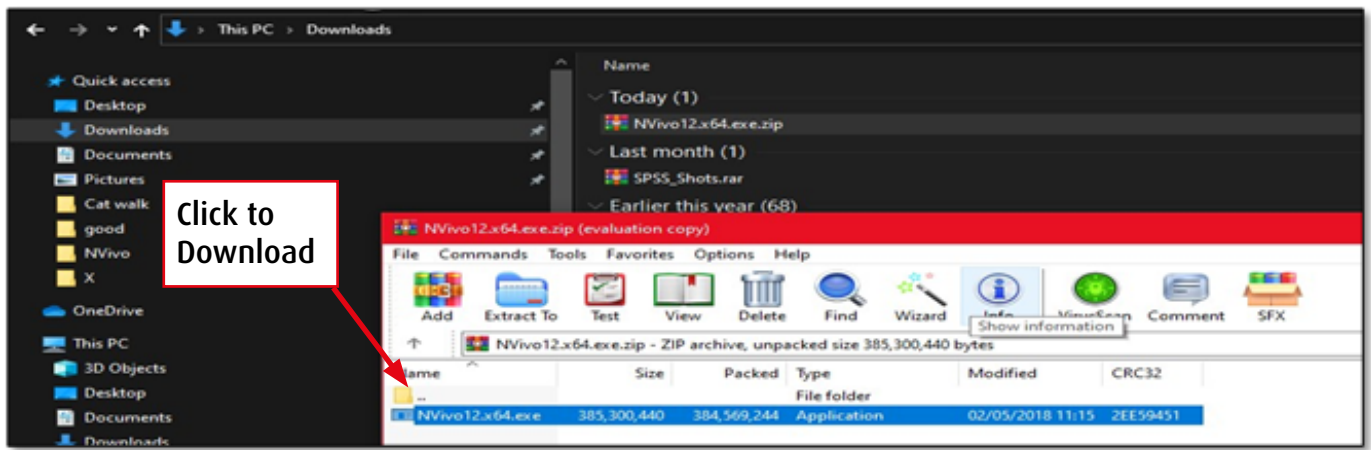 This PC > Downloads
Name
Quick access
Today (1)
Desktop
NVivo12.x64.exe.zip
Downloads
Last month (1)
Documents
SPSS_Shots.rar
Pictures
Earlier this year (68)
Cat walk
good
NVivo
X
OneDrive
This PC
3D Objects
Desktop
Documents
Downloads
Click to
Download
NVivo12.x64.exe.zip (evaluation copy)
File Commands Tools Favorites Options Help
Add Extract To Test View Delete Find Wizard Info VirusScan Comment SFX
Show information
NVivo12.x64.exe.zip - ZIP archive, unpacked size 385,300,440 bytes
Name Size Packed Type Modified CRC32
.. File folder
NVivo12.x64.exe 385,300,440 384,569,244 Application 02/05/2018 11:15 2EE59451